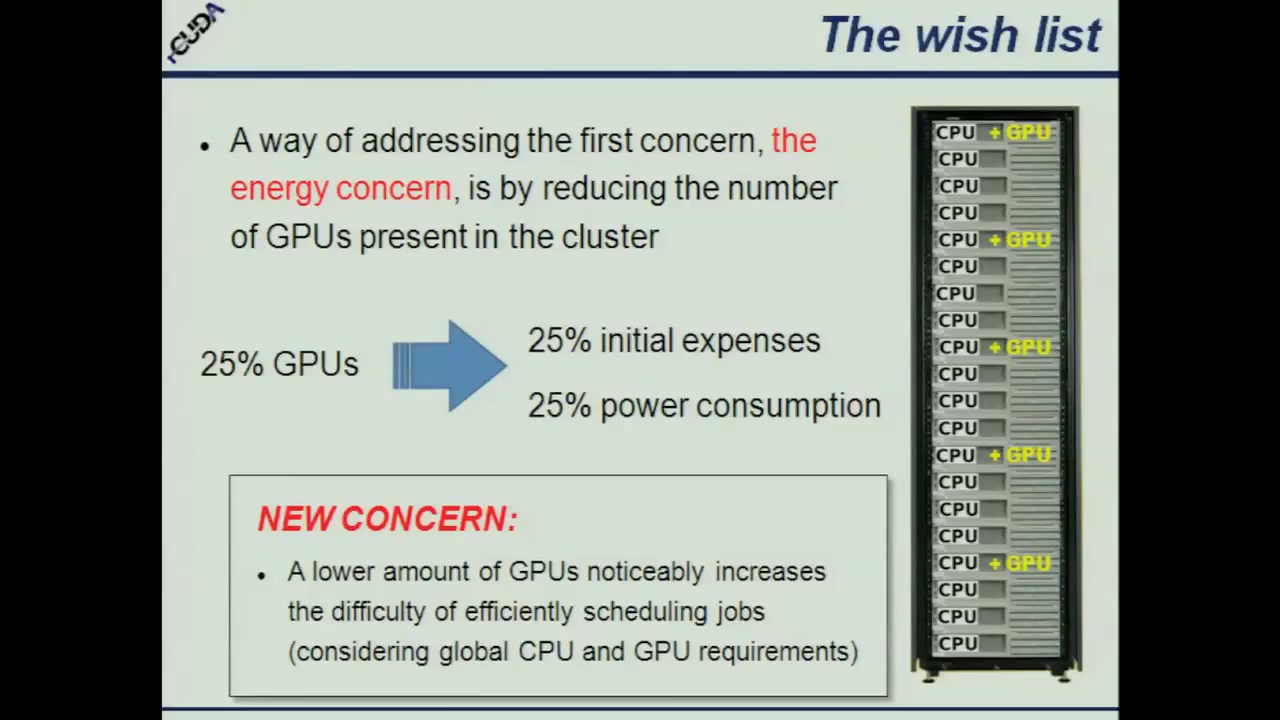 rCUDA
The wish list
• A way of addressing the first concern, the
energy concern, is by reducing the number
of GPUs present in the cluster
25% GPUs
25% initial expenses
25% power consumption
NEW CONCERN:
• A lower amount of GPUs noticeably increases
the difficulty of efficiently scheduling jobs
(considering global CPU and GPU requirements)
CPU + GPU
CPU
CPU
CPU
CPU + GPU
CPU
CPU
CPU
CPU + GPU
CPU
CPU
CPU
CPU + GPU
CPU
CPU
CPU
CPU + GPU
CPU
CPU
CPU